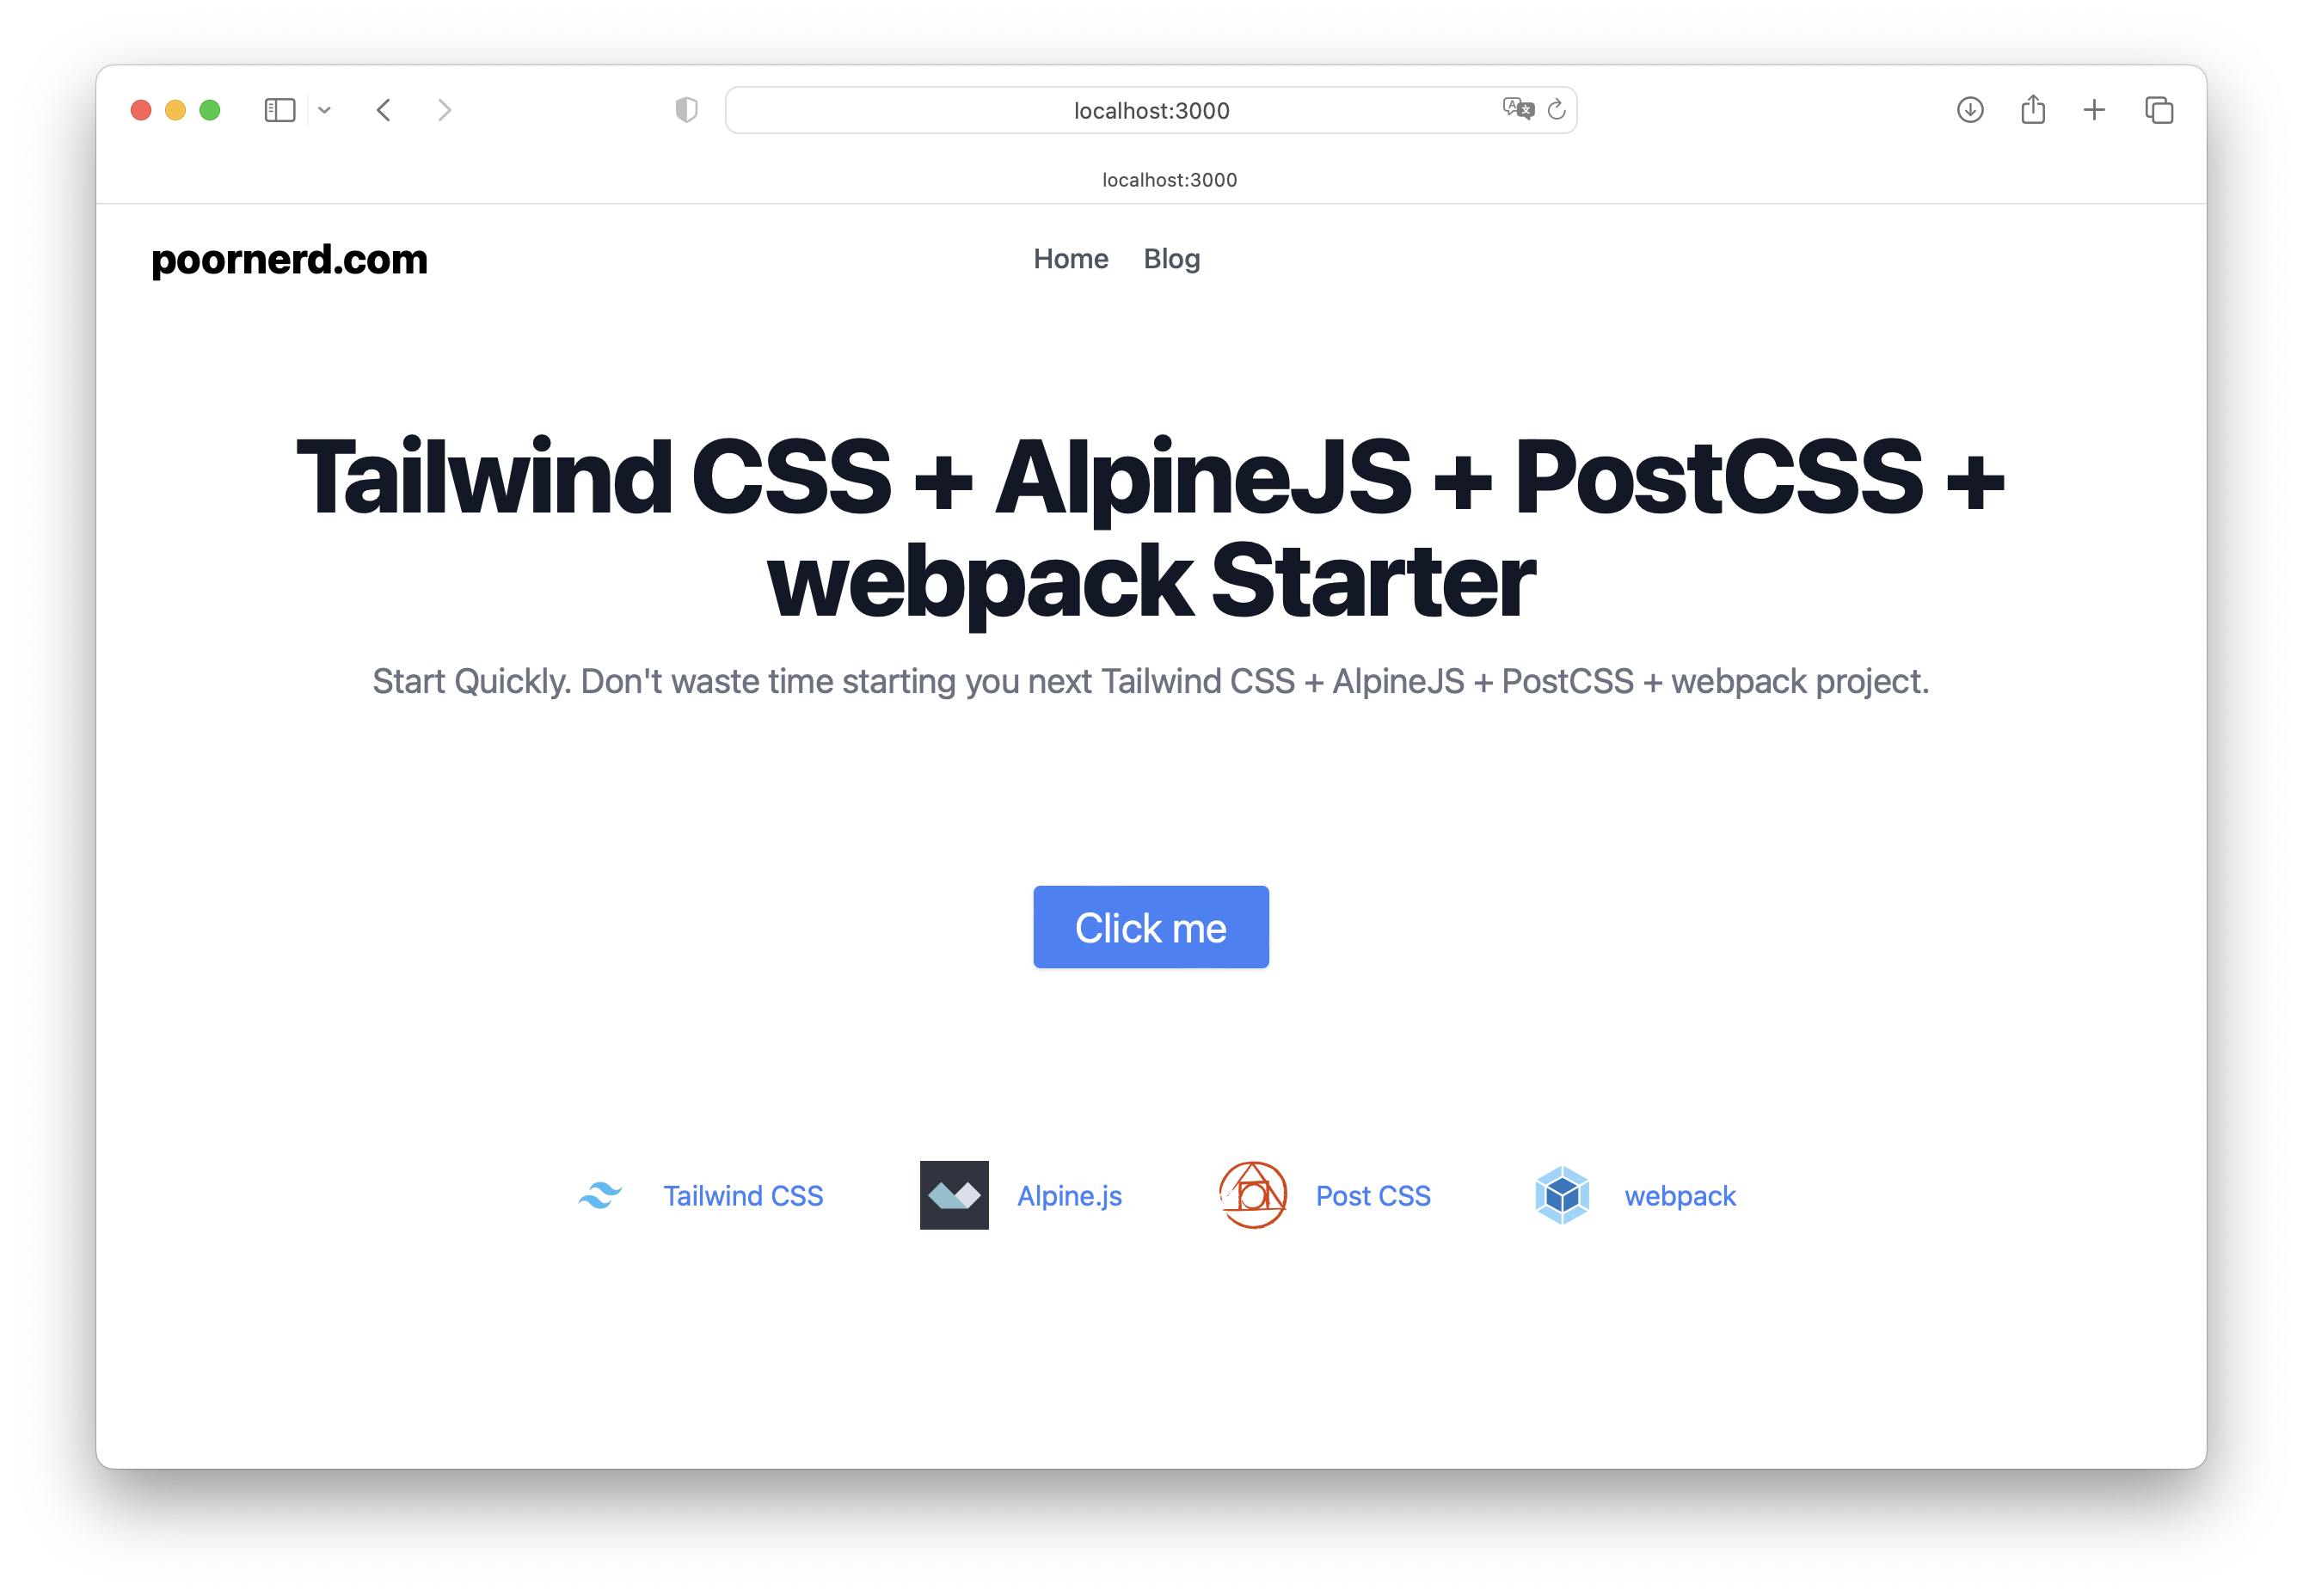 localhost:3000
localhost:3000
poornerd.com
Home Blog
Tailwind CSS + AlpineJS + PostCSS +
webpack Starter
Start Quickly. Don't waste time starting you next Tailwind CSS + AlpineJS + PostCSS + webpack project.
Click me
Tailwind CSS Alpine.js Post CSS webpack